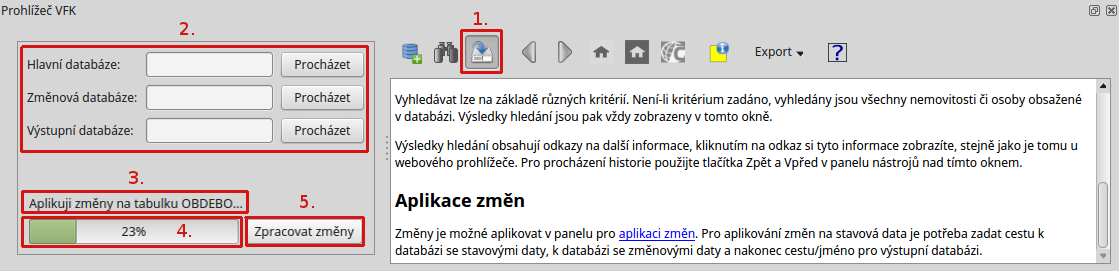 Prohlížeč VFK
1.
2.
Hlavní databáze:
Procházet
Změnová databáze:
Procházet
Výstupní databáze:
Procházet
3.
Aplikuji změny na tabulku OBDEBO...
5.
23%
4.
Zpracovat změny
Export
?
Vyhledávat lze na základě různých kritérií. Není-li kritérium zadáno, vyhledány jsou všechny nemovitosti či osoby obsažené
v databázi. Výsledky hledání jsou pak vždy zobrazeny v tomto okně.
Výsledky hledání obsahují odkazy na další informace, kliknutím na odkaz si tyto informace zobrazíte, stejně jako je tomu u
webového prohlížeče. Pro procházení historie použijte tlačítka Zpět a Vpřed v panelu nástrojů nad tímto oknem.
Aplikace změn
Změny je možné aplikovat v panelu pro aplikaci změn. Pro aplikování změn na stavová data je potřeba zadat cestu k
databázi se stavovými daty, k databázi se změnovými daty a nakonec cestu/jméno pro výstupní databázi.